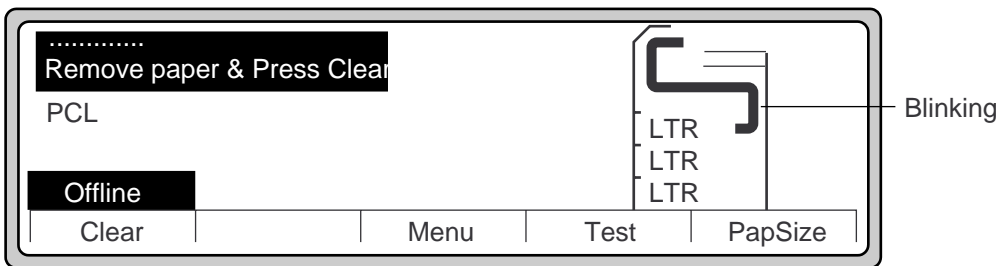 .............
Remove paper & Press Clear
PCL
Blinking
LTR
LTR
LTR
Offline
Clear Menu Test PapSize